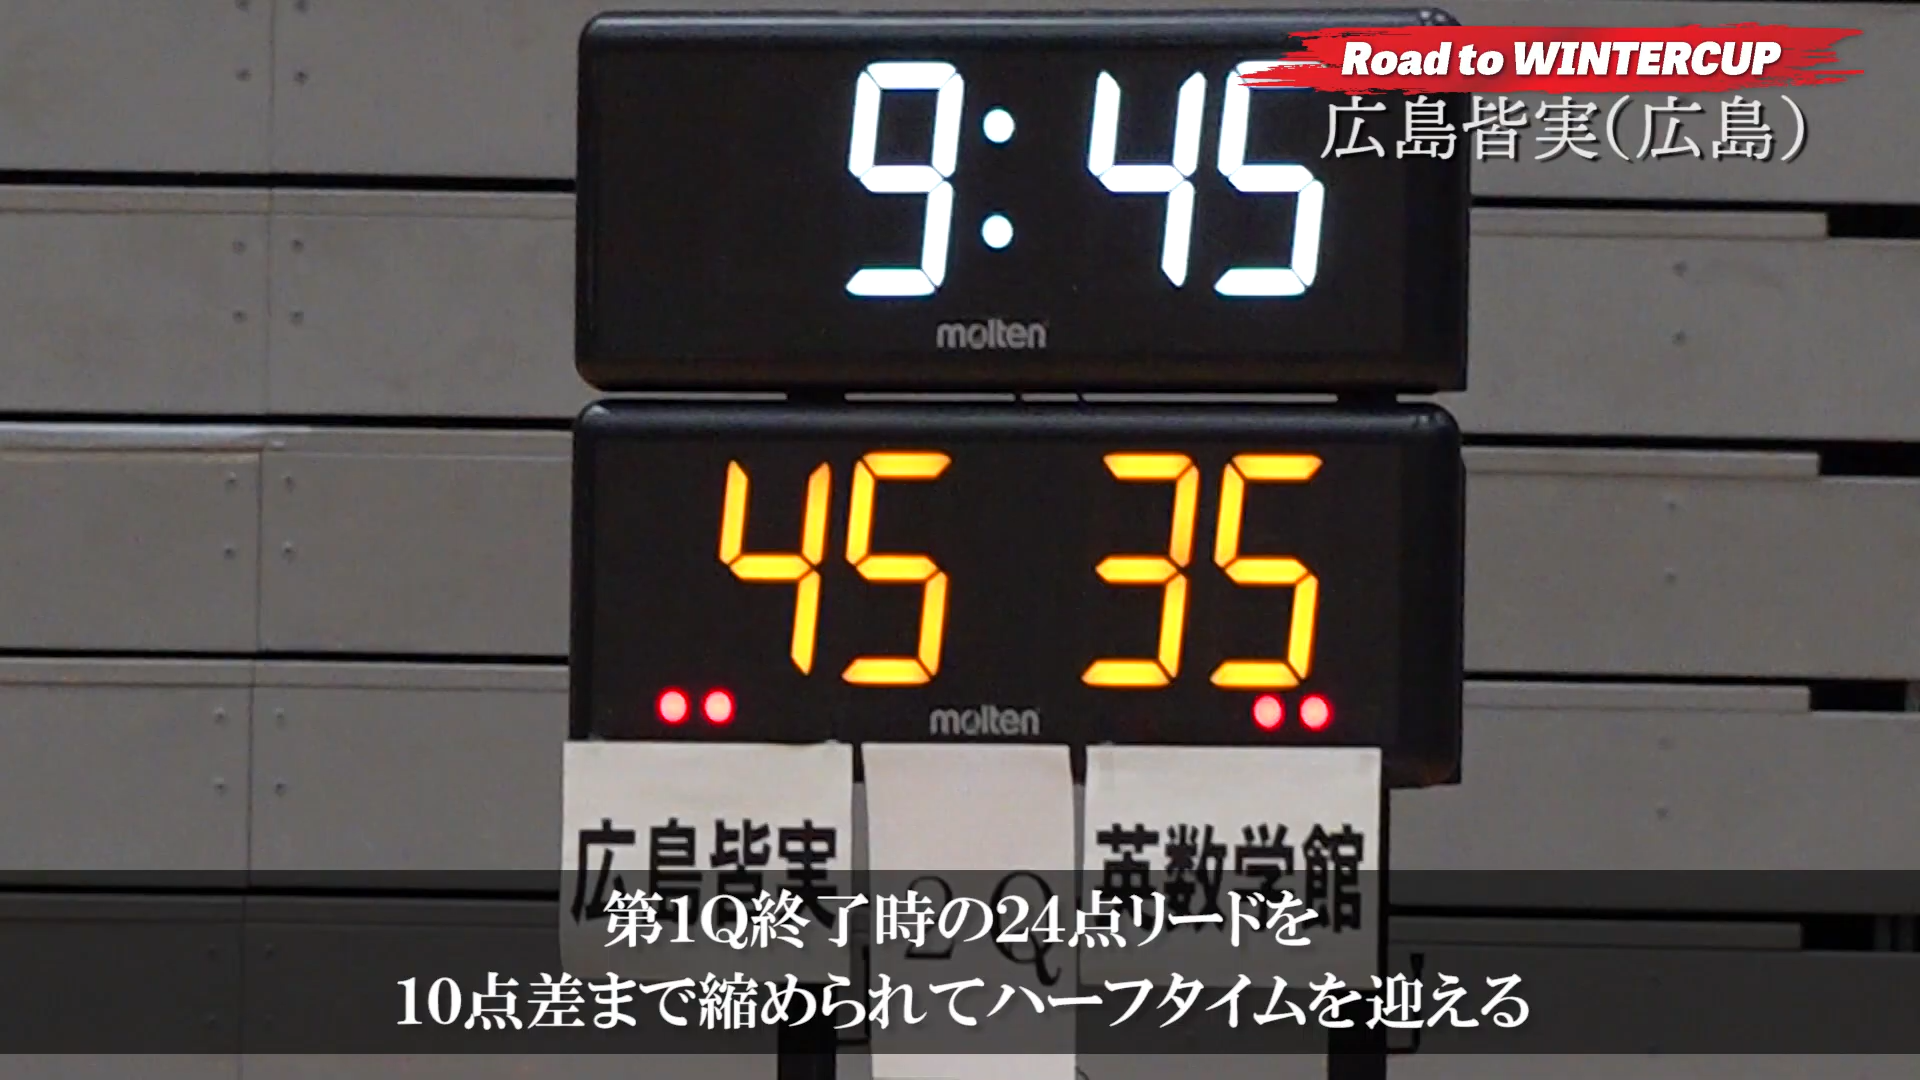 Road to WINTERCUP
広島皆実(広島)
9:45
molten
45 35
molten
広島皆実 2Q 英数学館
第1Q終了時の24点リードを
10点差まで縮められてハーフタイムを迎える